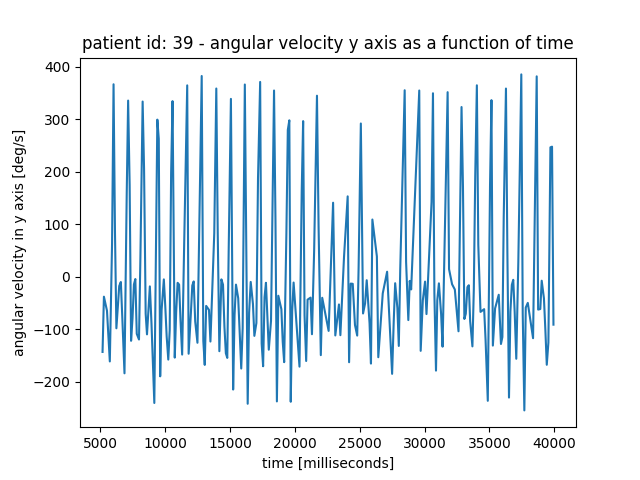 patient id: 39 - angular velocity y axis as a function of time
400
300
200
100
0
−100
−200
angular velocity in y axis [deg/s]
5000 10000 15000 20000 25000 30000 35000 40000
time [milliseconds]